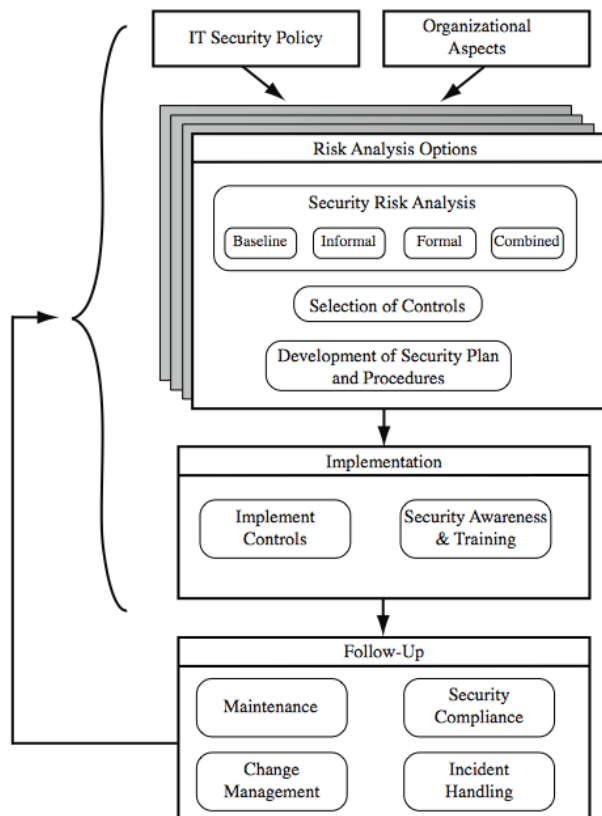 IT Security Policy
Organizational
Aspects
Risk Analysis Options
Security Risk Analysis
Baseline
Informal
Formal
Combined
Selection of Controls
Development of Security Plan
and Procedures
Implementation
Implement
Controls
Security Awareness
& Training
Follow-Up
Maintenance
Security
Compliance
Change
Management
Incident
Handling